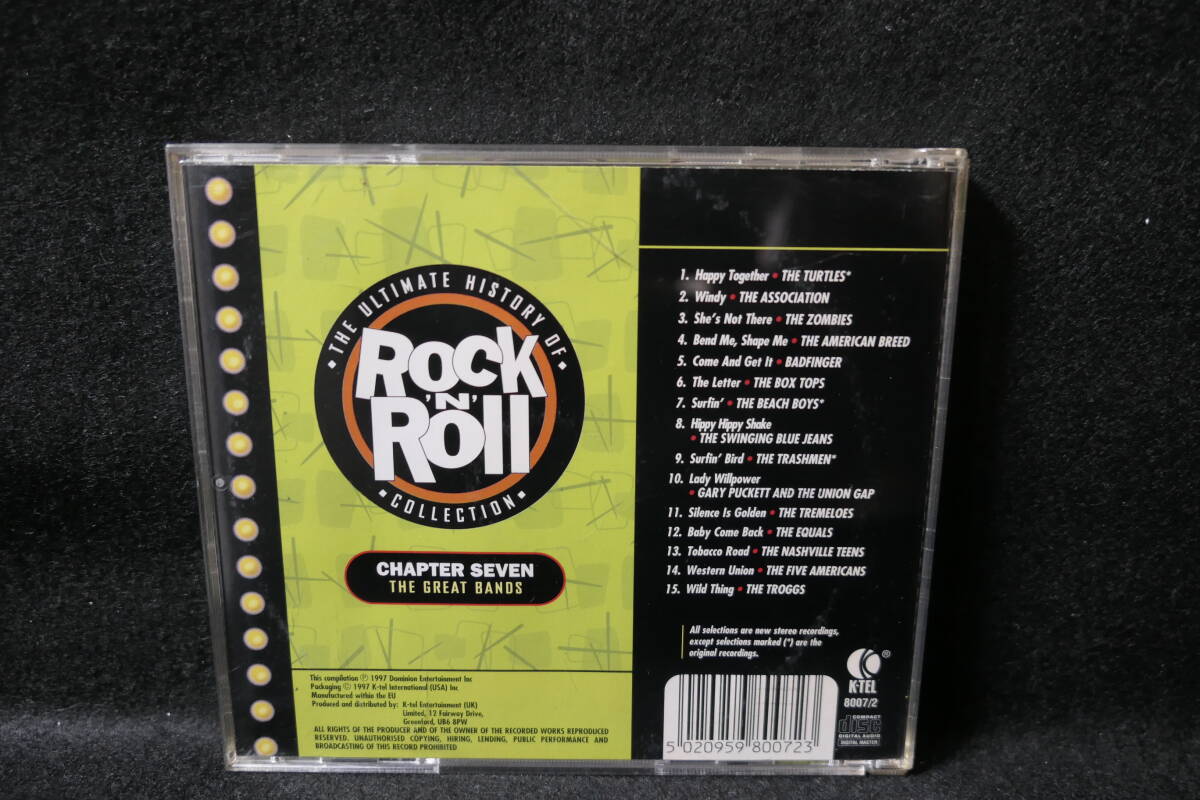 • THE ULTIMATE HISTORY OF •
ROCK
'N'
ROLL
• COLLECTION •
CHAPTER SEVEN
THE GREAT BANDS
This compilation ℗ 1997 Dominion Entertainment Inc
Packaging © 1997 K-tel International (USA) Inc
Manufactured within the EU
Produced and distributed by: K-tel Entertainment (UK)
Limited, 12 Fairway Drive,
Greenford, UB6 8PW
ALL RIGHTS OF THE PRODUCER AND OF THE OWNER OF THE RECORDED WORKS REPRODUCED
RESERVED. UNAUTHORISED COPYING, HIRING, LENDING, PUBLIC PERFORMANCE AND
BROADCASTING OF THIS RECORD PROHIBITED
1. Happy Together • THE TURTLES*
2. Windy • THE ASSOCIATION
3. She's Not There • THE ZOMBIES
4. Bend Me, Shape Me • THE AMERICAN BREED
5. Come And Get It • BADFINGER
6. The Letter • THE BOX TOPS
7. Surfin' • THE BEACH BOYS*
8. Hippy Hippy Shake
• THE SWINGING BLUE JEANS
9. Surfin' Bird • THE TRASHMEN*
10. Lady Willpower
• GARY PUCKETT AND THE UNION GAP
11. Silence Is Golden • THE TREMELOES
12. Baby Come Back • THE EQUALS
13. Tobacco Road • THE NASHVILLE TEENS
14. Western Union • THE FIVE AMERICANS
15. Wild Thing • THE TROGGS
All selections are new stereo recordings,
except selections marked (*) are the
original recordings.
K-TEL®
8007/2
COMPACT
disc
DIGITAL AUDIO
DIGITAL MASTER
5 020959 800723